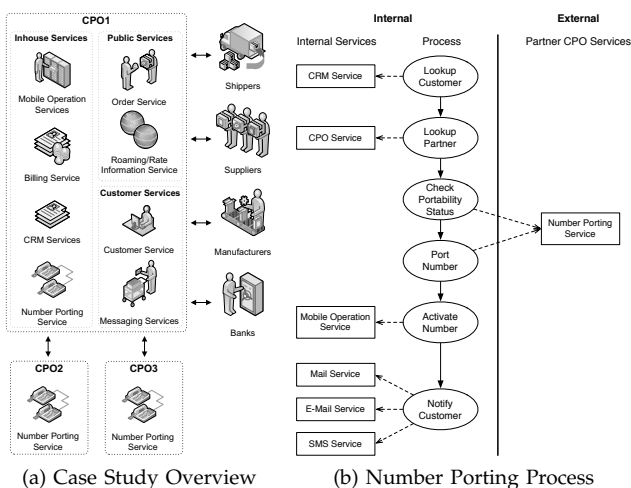 CPO1
Inhouse Services
Mobile Operation
Services
Billing Service
CRM Services
Number Porting
Service
Public Services
Order Service
Roaming/Rate
Information Service
Customer Services
Customer Service
Messaging Services
Shippers
Suppliers
Manufacturers
Banks
CPO2
Number Porting
Service
CPO3
Number Porting
Service
(a) Case Study Overview
Internal
External
Internal Services
Process
Partner CPO Services
CRM Service
Lookup
Customer
CPO Service
Lookup
Partner
Check
Portability
Status
Number Porting
Service
Port
Number
Mobile Operation
Service
Activate
Number
Mail Service
E-Mail Service
SMS Service
Notify
Customer
(b) Number Porting Process